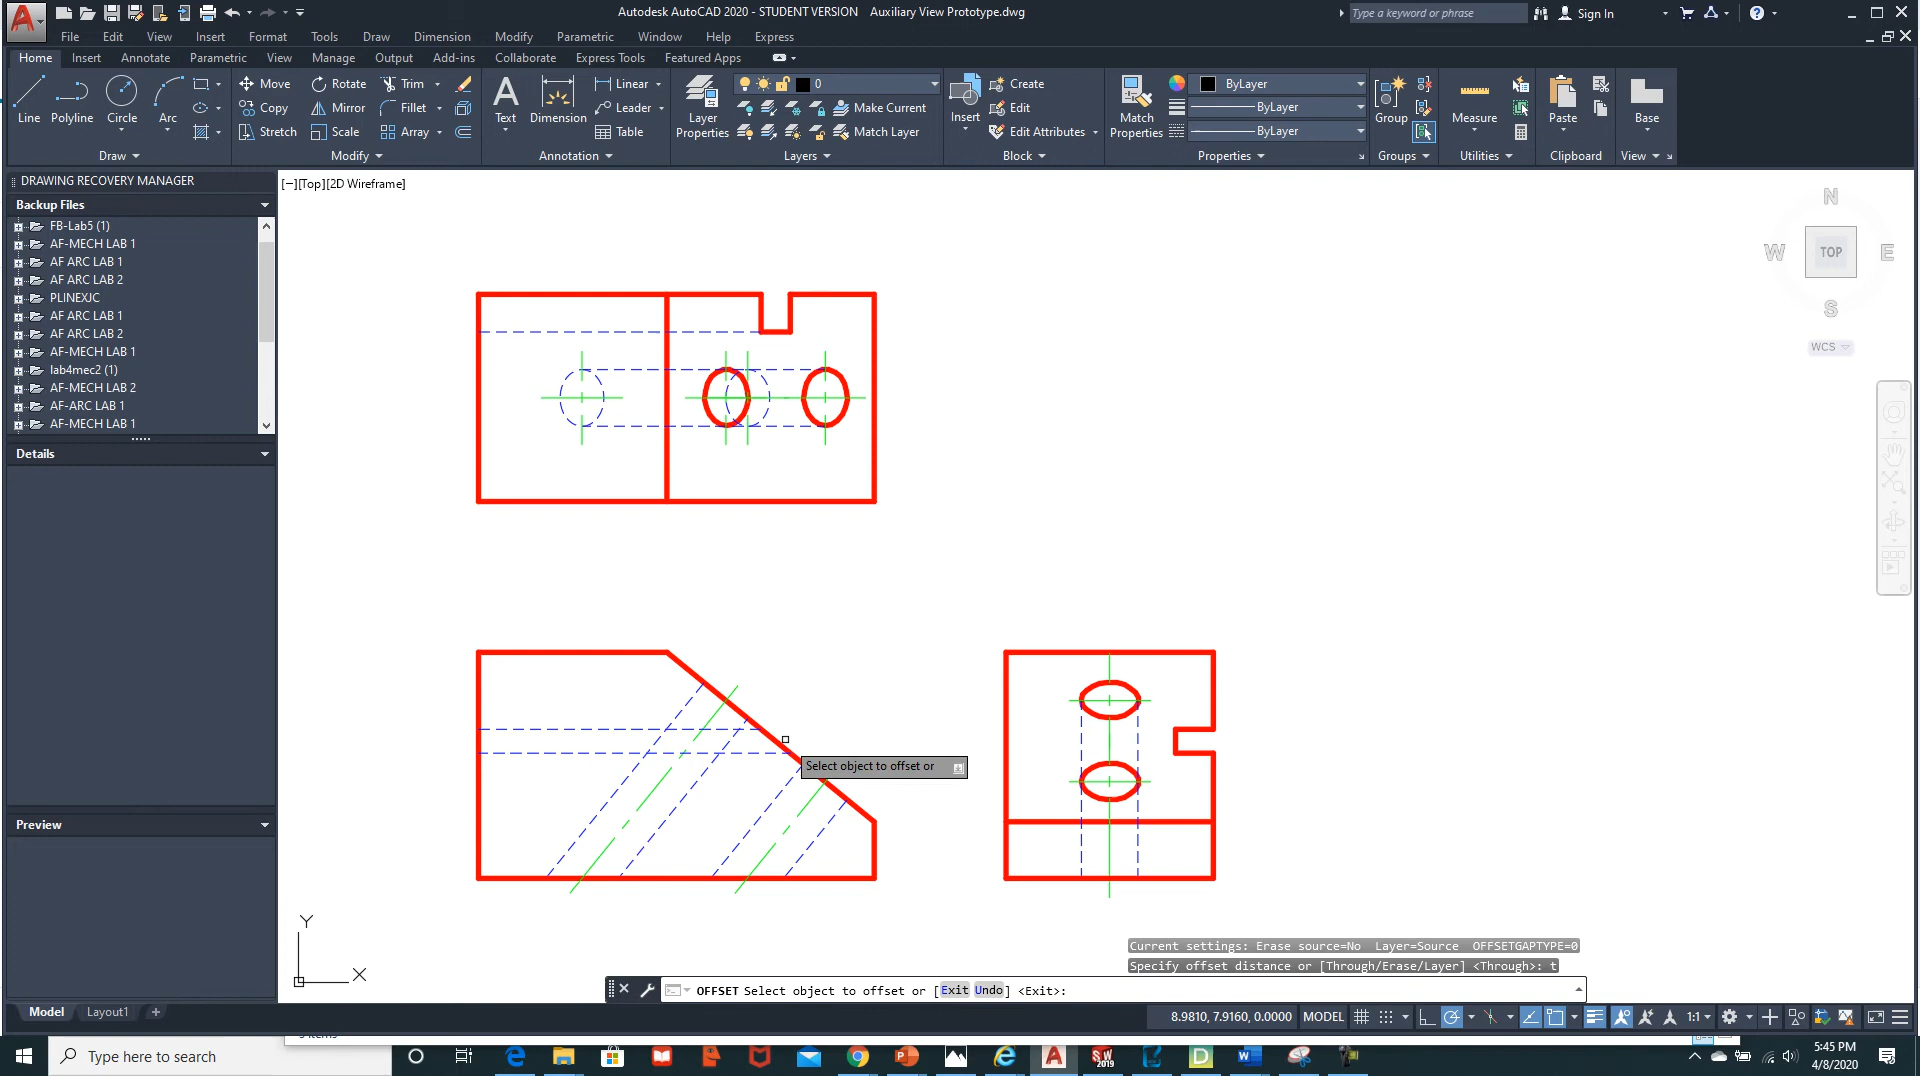 Autodesk AutoCAD 2020 - STUDENT VERSION Auxiliary View Prototype.dwg
Type a keyword or phrase
Sign In
File Edit View Insert Format Tools Draw Dimension Modify Parametric Window Help Express
Home Insert Annotate Parametric View Manage Output Add-ins Collaborate Express Tools Featured Apps
Line Polyline Circle Arc
Draw
Move Rotate Trim
Copy Mirror Fillet
Stretch Scale Array
Modify
Text Dimension
Linear
Leader
Table
Annotation
Layer Properties
0
Make Current
Match Layer
Layers
Insert
Create
Edit
Edit Attributes
Block
Match Properties
ByLayer
ByLayer
ByLayer
Properties
Group
Groups
Measure
Utilities
Paste
Clipboard
Base
View
DRAWING RECOVERY MANAGER
Backup Files
FB-Lab5 (1)
AF-MECH LAB 1
AF ARC LAB 1
AF ARC LAB 2
PLINEXJC
AF ARC LAB 1
AF ARC LAB 2
AF-MECH LAB 1
lab4mec2 (1)
AF-MECH LAB 2
AF-ARC LAB 1
AF-MECH LAB 1
Details
Preview
[−][Top][2D Wireframe]
N
W TOP E
S
WCS
Select object to offset or
Y
X
Current settings: Erase source=No Layer=Source OFFSETGAPTYPE=0
Specify offset distance or [Through/Erase/Layer] <Through>: t
OFFSET Select object to offset or [Exit Undo] <Exit>:
Model Layout1 +
8.9810, 7.9160, 0.0000 MODEL
1:1
Type here to search
SW
2019
5:45 PM
4/8/2020